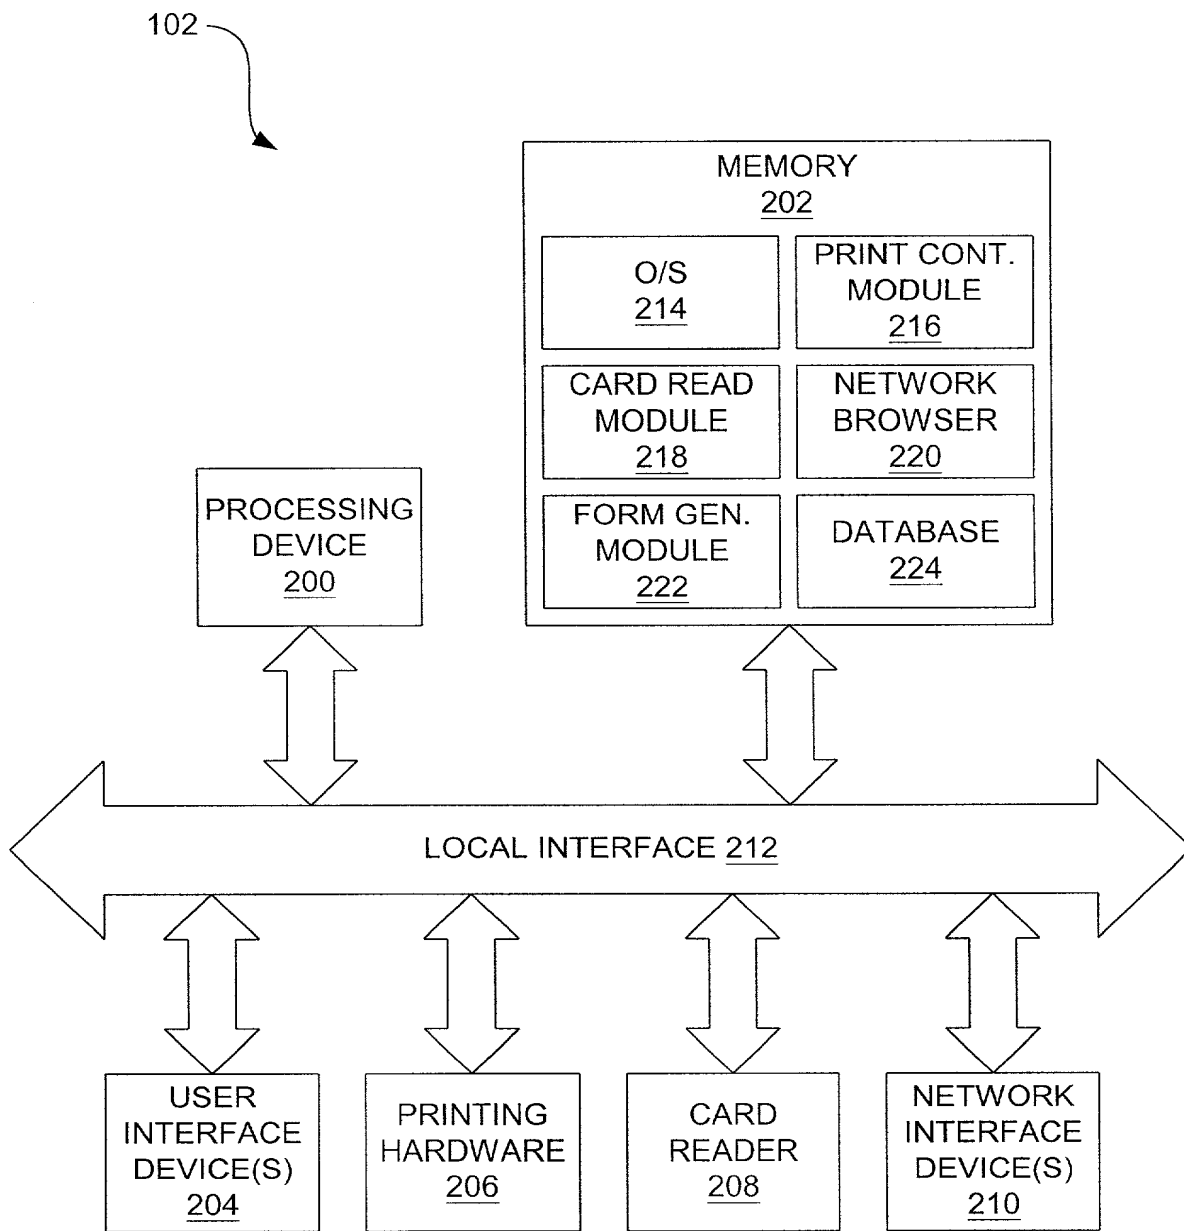 102
MEMORY
202
O/S
214
PRINT CONT.
MODULE
216
CARD READ
MODULE
218
NETWORK
BROWSER
220
FORM GEN.
MODULE
222
DATABASE
224
PROCESSING
DEVICE
200
LOCAL INTERFACE 212
USER
INTERFACE
DEVICE(S)
204
PRINTING
HARDWARE
206
CARD
READER
208
NETWORK
INTERFACE
DEVICE(S)
210